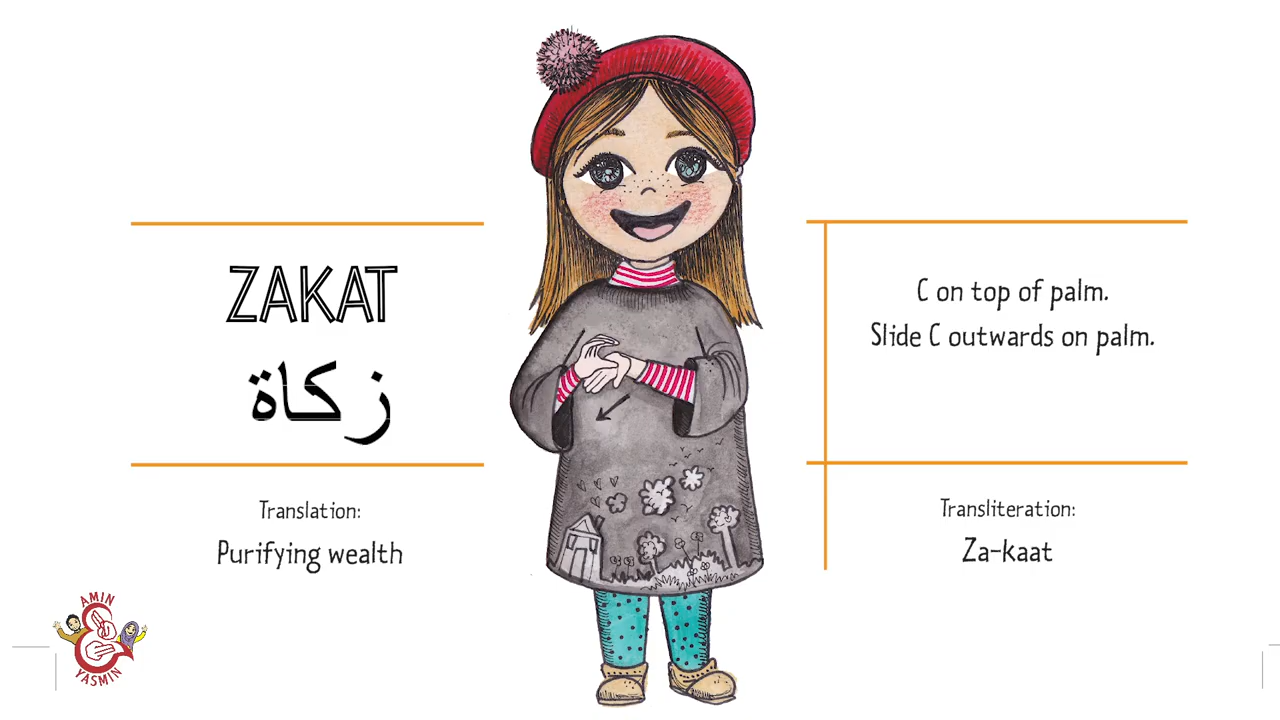 ZAKAT
زكاة
Translation:
Purifying wealth
C on top of palm.
Slide C outwards on palm.
Transliteration:
Za-kaat
AMIN
YASMIN